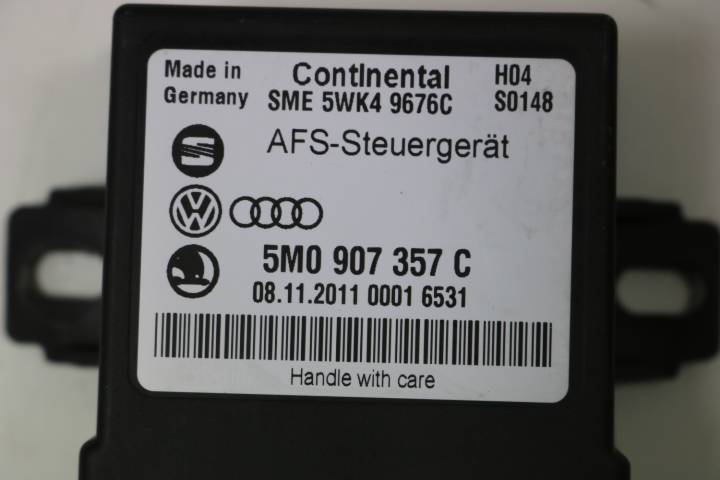 Made in Continental H04
Germany SME 5WK4 9676C S0148
AFS-Steuergerät
5M0 907 357 C
08.11.2011 0001 6531
Handle with care